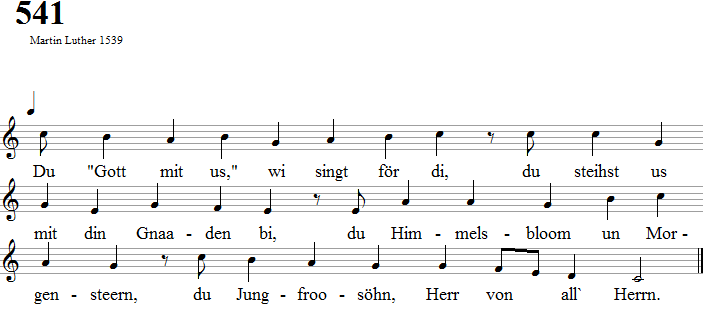 541
Martin Luther 1539
Du "Gott mit us," wi singt för di, du steihst us
mit din Gnaa - den bi, du Him - mels - bloom un Mor -
gen - steern, du Jung - froo - söhn, Herr von all` Herrn.